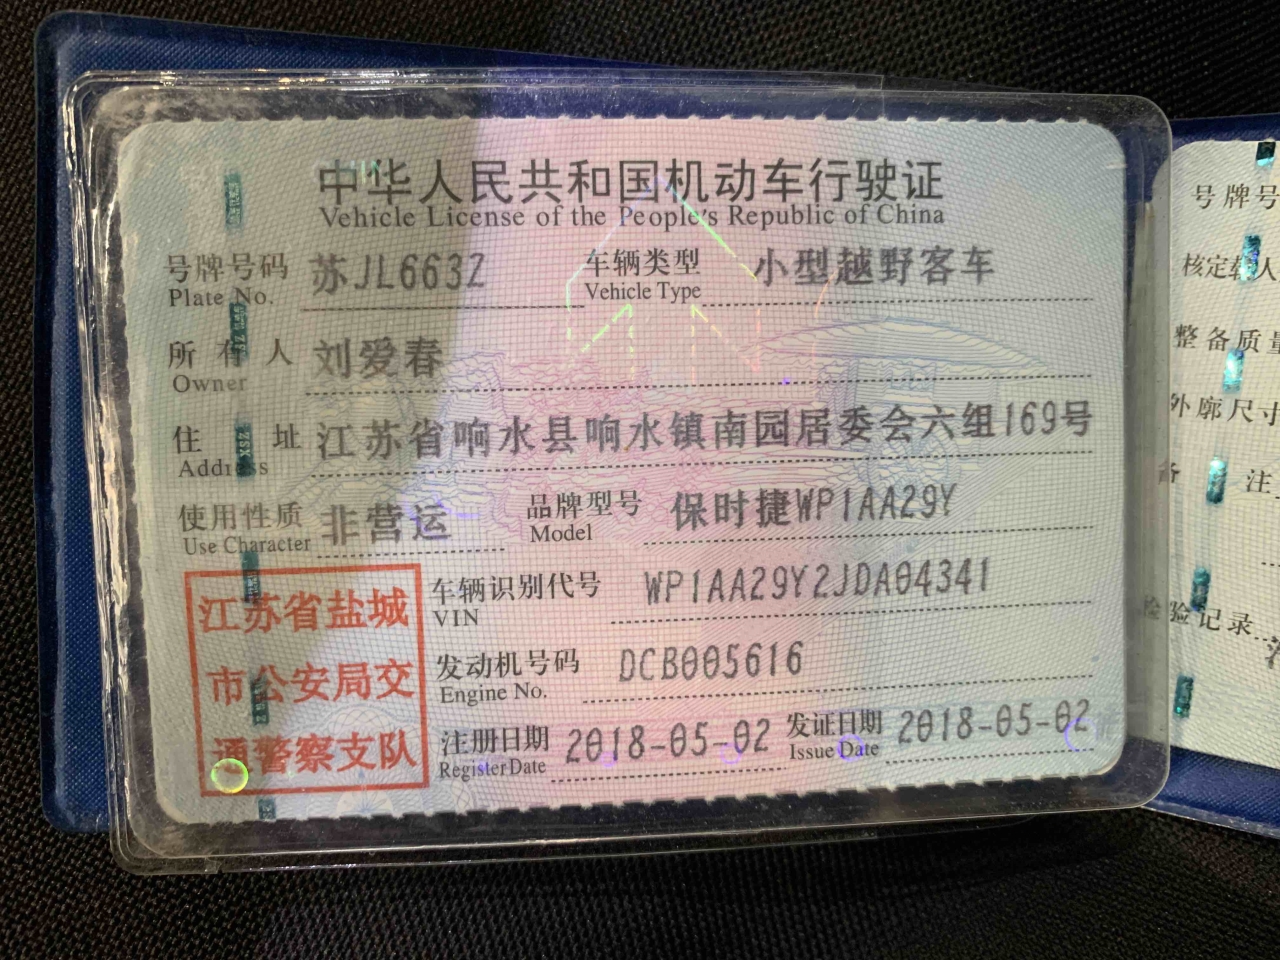 中华人民共和国机动车行驶证
Vehicle License of the People's Republic of China
号牌号码 苏JL663Z 车辆类型 小型越野客车
Plate No. Vehicle Type
所有人 刘爱春
Owner
住址 江苏省响水县响水镇南园居委会六组169号
Address
使用性质 非营运 品牌型号 保时捷WP1AA29Y
Use Character Model
江苏省盐城
市公安局交
通警察支队
车辆识别代号 WP1AA29Y2JDA04341
VIN
发动机号码 DCB005616
Engine No.
注册日期 2018-05-02 发证日期 2018-05-02
Register Date Issue Date
号牌号
核定载人
整备质量
外廓尺寸
备 注
检验记录